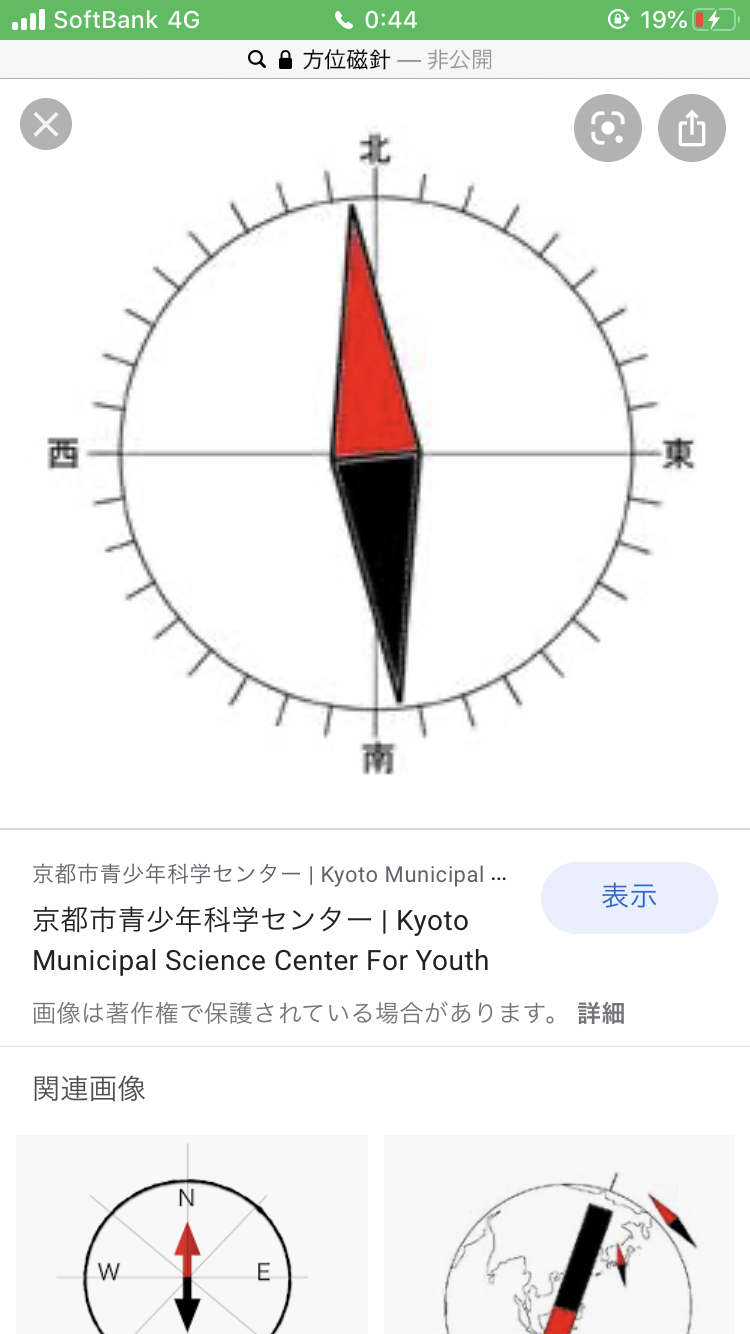 SoftBank 4G 0:44 19%
方位磁針 — 非公開
北
西
東
南
京都市青少年科学センター | Kyoto Municipal ...
表示
京都市青少年科学センター | Kyoto
Municipal Science Center For Youth
画像は著作権で保護されている場合があります。 詳細
関連画像
N
W
E